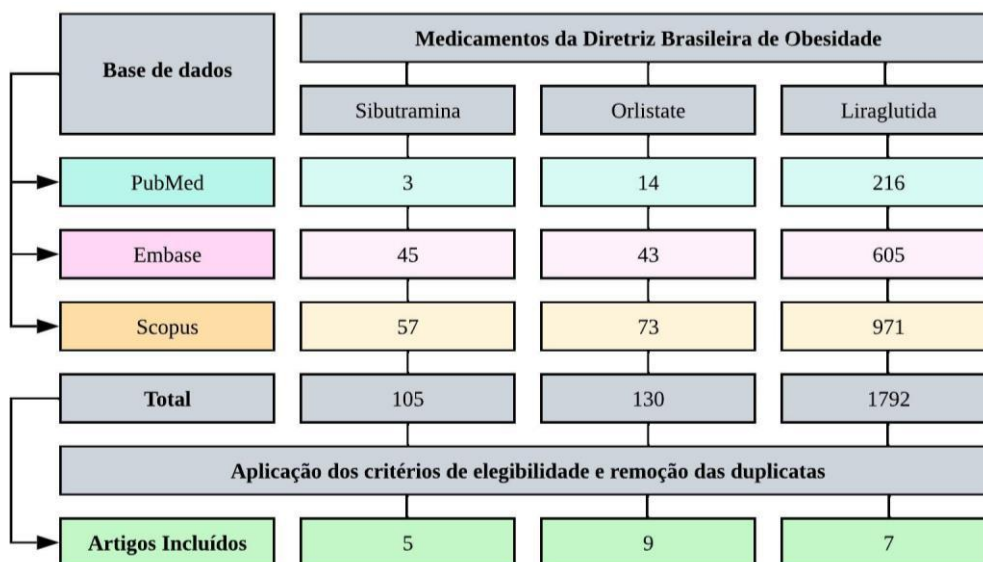 Medicamentos da Diretriz Brasileira de Obesidade
Base de dados
Sibutramina
Orlistate
Liraglutida
PubMed
3
14
216
Embase
45
43
605
Scopus
57
73
971
Total
105
130
1792
Aplicação dos critérios de elegibilidade e remoção das duplicatas
Artigos Incluídos
5
9
7